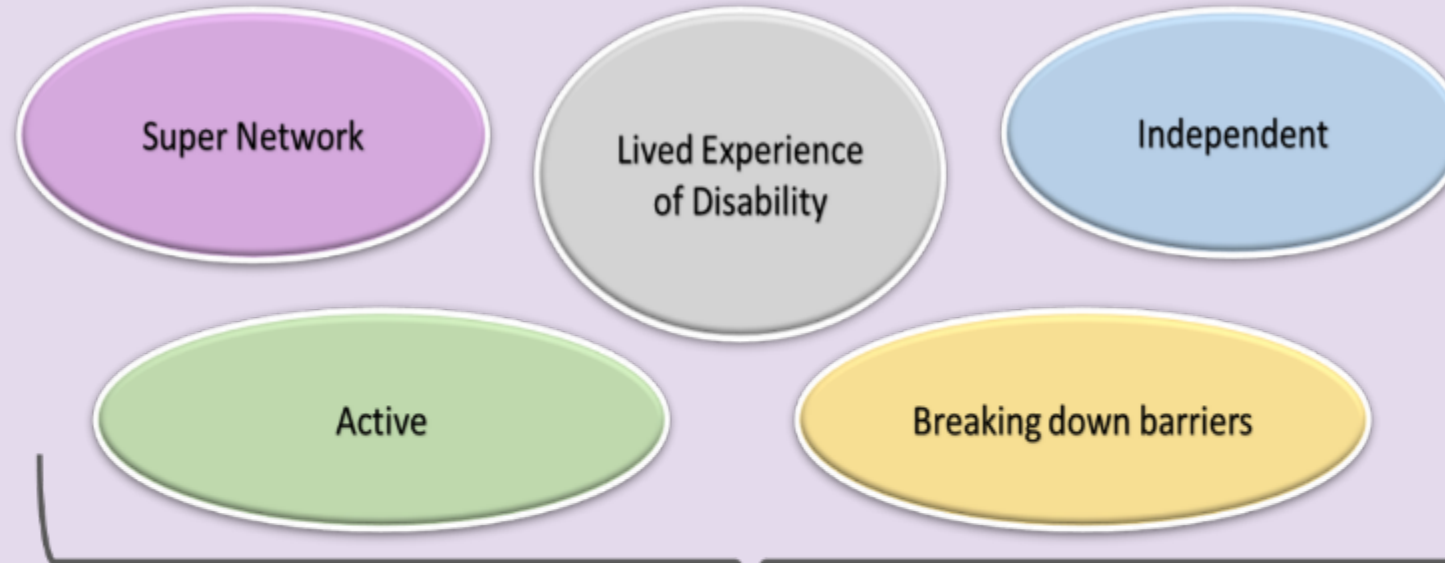 Super Network
Lived Experience
of Disability
Independent
Active
Breaking down barriers